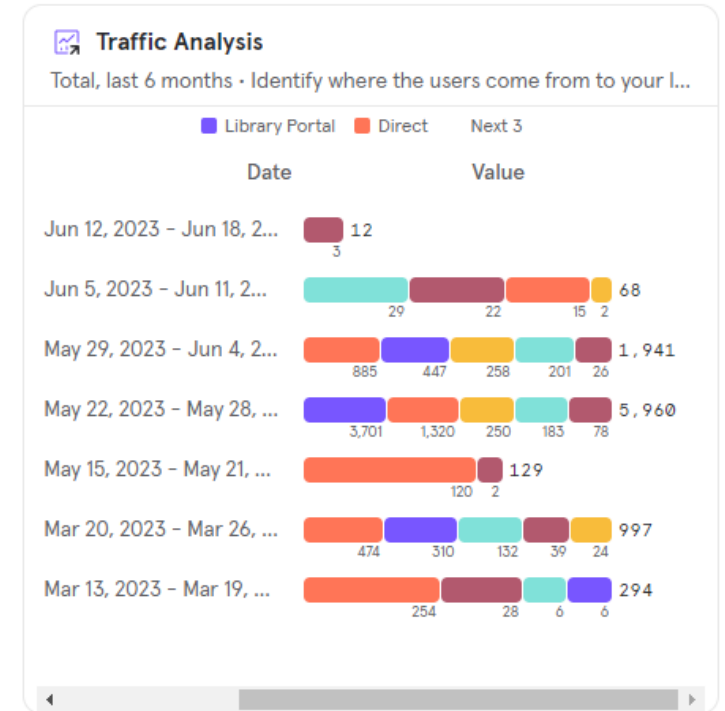 Traffic Analysis
Total, last 6 months • Identify where the users come from to your l...
Library Portal Direct Next 3
Date Value
Jun 12, 2023 – Jun 18, 2... 12
3
Jun 5, 2023 – Jun 11, 2... 68
29 22 15 2
May 29, 2023 – Jun 4, 2... 1,941
885 447 258 201 26
May 22, 2023 – May 28, ... 5,960
3,701 1,320 250 183 78
May 15, 2023 – May 21, ... 129
120 2
Mar 20, 2023 – Mar 26, ... 997
474 310 132 39 24
Mar 13, 2023 – Mar 19, ... 294
254 28 6 6